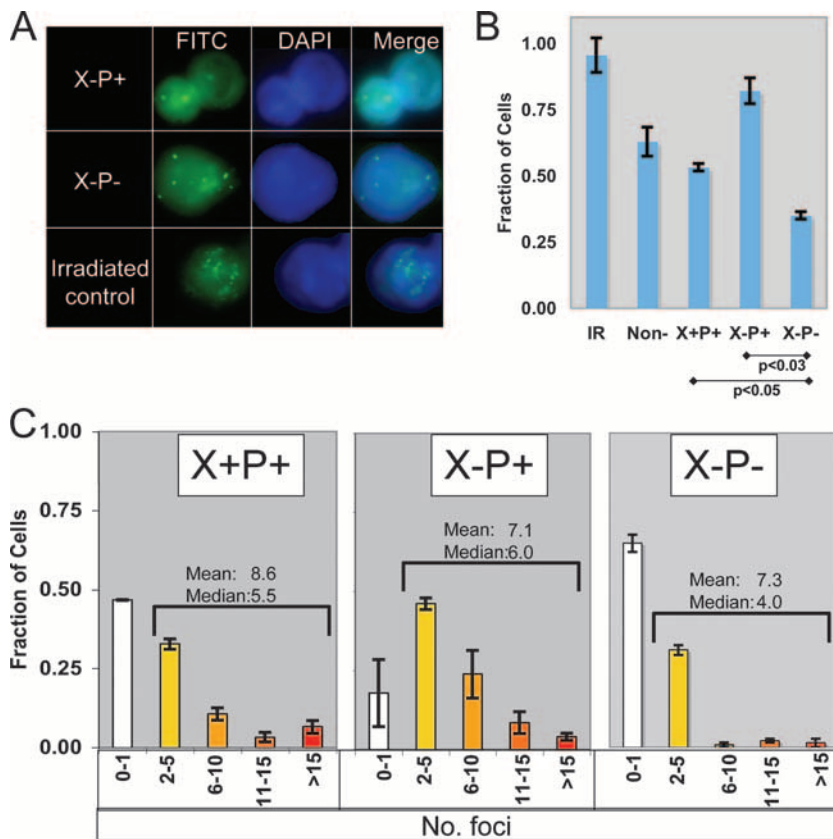 A
FITC DAPI Merge
X-P+
X-P-
Irradiated
control
B
Fraction of Cells
1.00
0.75
0.50
0.25
0.00
IR Non- X+P+ X-P+ X-P-
p<0.03
p<0.05
C
Fraction of Cells
1.00
0.75
0.50
0.25
0.00
X+P+
Mean: 8.6
Median:5.5
0-1 2-5 6-10 11-15 >15
X-P+
Mean: 7.1
Median:6.0
0-1 2-5 6-10 11-15 >15
X-P-
Mean: 7.3
Median:4.0
0-1 2-5 6-10 11-15 >15
No. foci